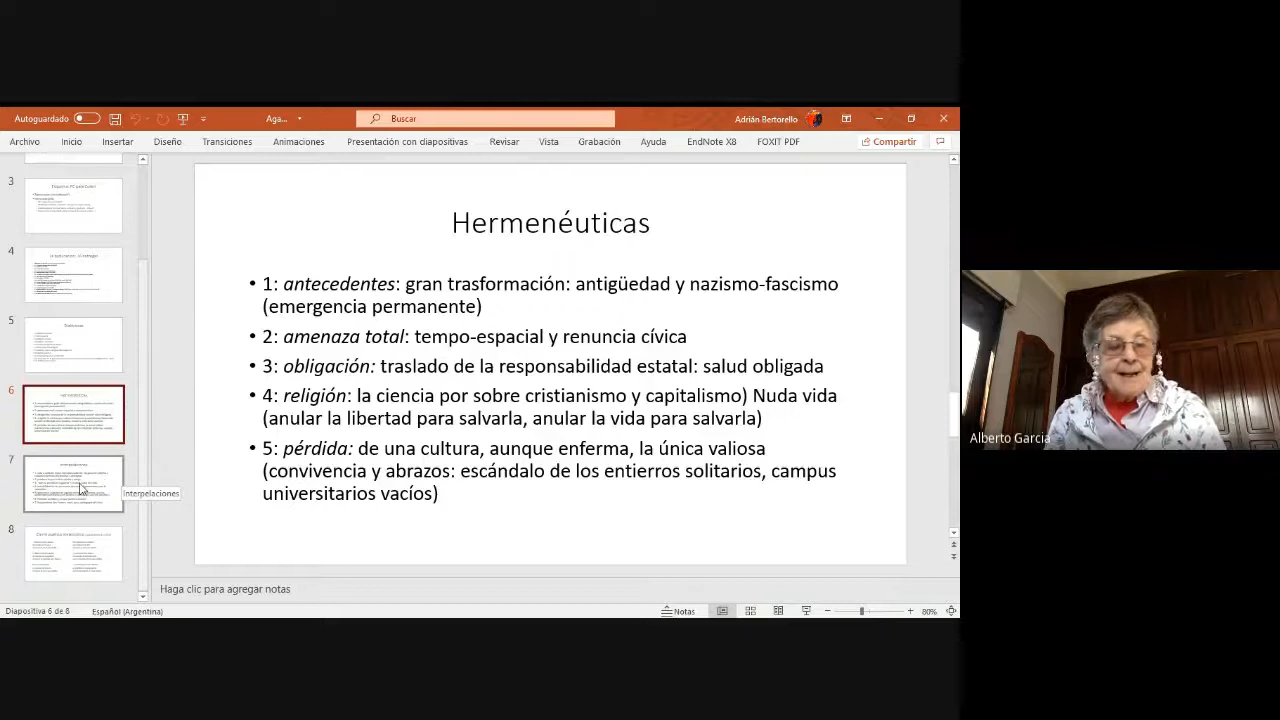 Autoguardado
Aga...
Buscar
Adrián Bertorello
Archivo
Inicio
Insertar
Diseño
Transiciones
Animaciones
Presentación con diapositivas
Revisar
Vista
Grabación
Ayuda
EndNote X8
FOXIT PDF
Compartir
3
4
5
6
7
8
Interpelaciones
Hermenéuticas
• 1: antecedentes: gran trasformación: antigüedad y nazismo-fascismo
(emergencia permanente)
• 2: amenaza total: tempo-espacial y renuncia cívica
• 3: obligación: traslado de la responsabilidad estatal: salud obligada
• 4: religión: la ciencia por sobre cristianismo y capitalismo) Nuda vida
(anular la libertad para salvarla, anular la vida para salvarla)
• 5: pérdida: de una cultura, aunque enferma, la única valiosa
(convivencia y abrazos: escándalo de los entierros solitarios, campus
universitarios vacíos)
Haga clic para agregar notas
Diapositiva 6 de 8
Español (Argentina)
Notas
80%
Alberto Garcia